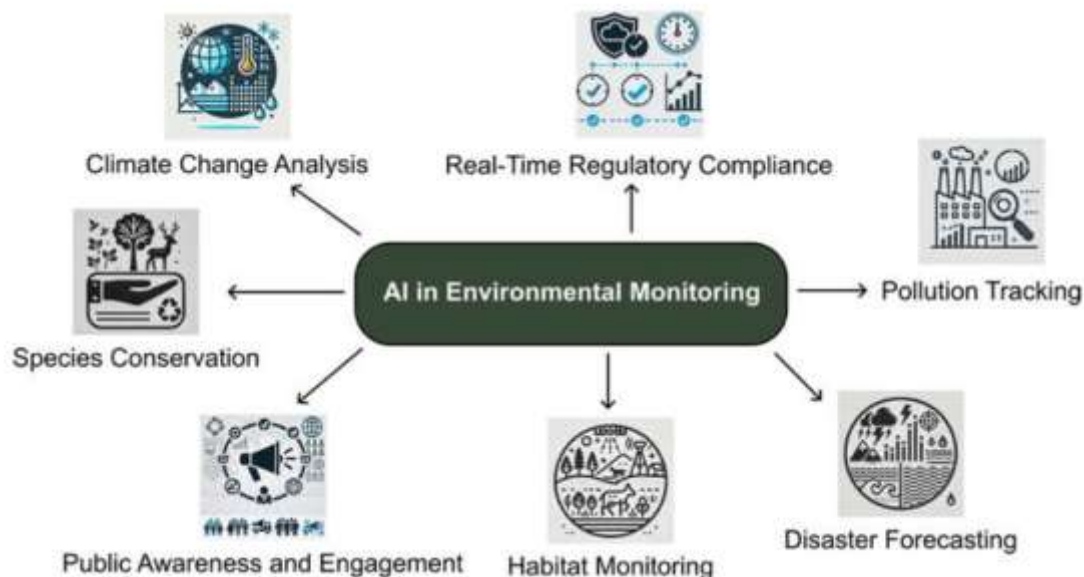 Climate Change Analysis
Real-Time Regulatory Compliance
AI in Environmental Monitoring
Pollution Tracking
Species Conservation
Public Awareness and Engagement
Habitat Monitoring
Disaster Forecasting